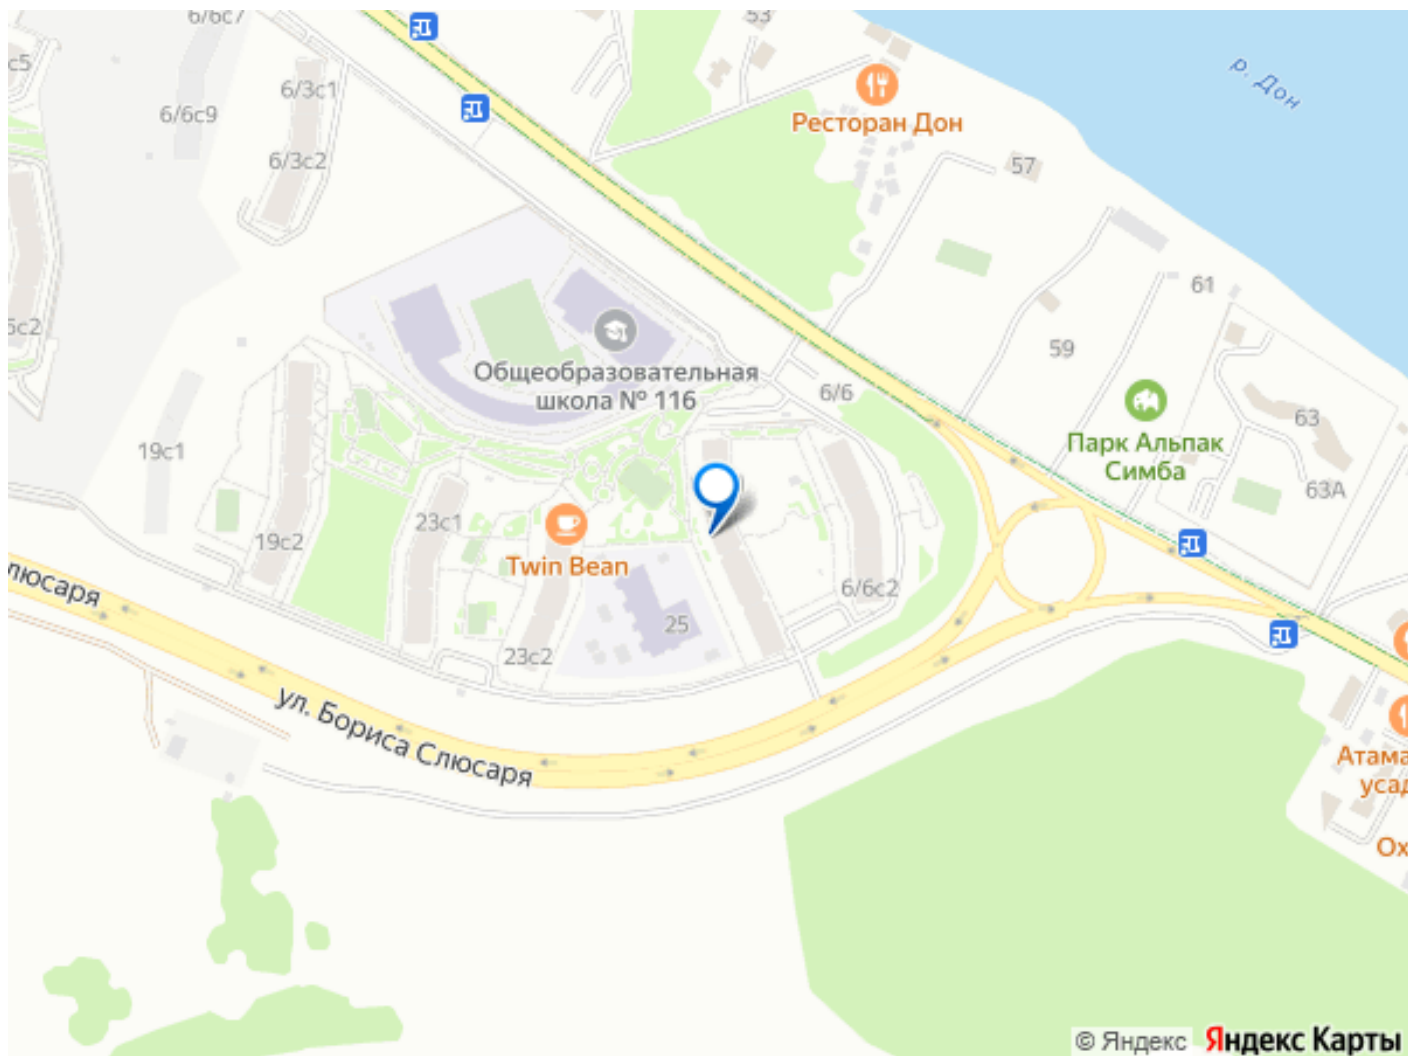 6/6с7
53
с5
6/3с1
6/6с9
р. Дон
Ресторан Дон
6/3с2
57
61
5с2
59
Общеобразовательная
школа № 116
6/6
63
Парк Альпак
Симба
19с1
63А
23с1
19с2
Twin Bean
люсаря
6/6с2
25
23с2
ул. Бориса Слюсаря
Атама
усад
Ох
© Яндекс Яндекс Карты